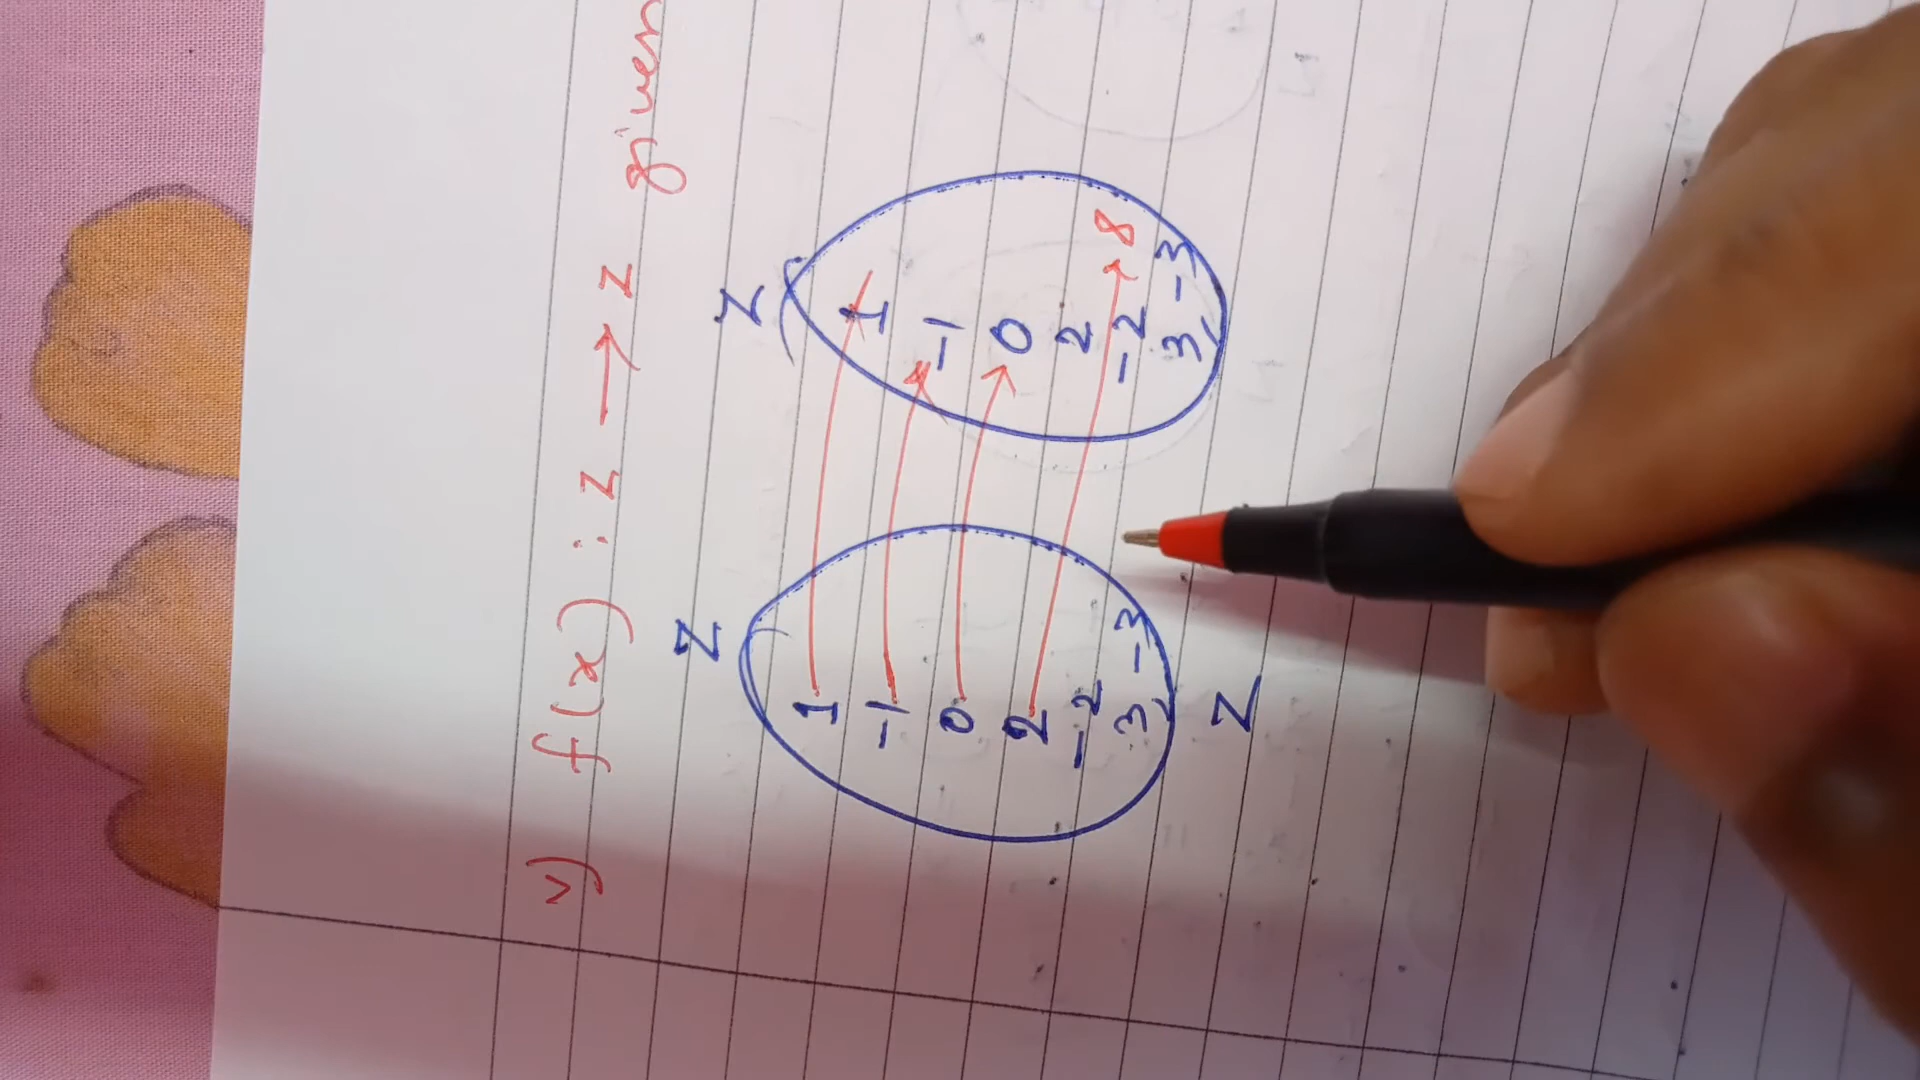 v) f(x) : z → z given
Z Z
1 1
-1 -1
0 0
2 2
-2 -2 8
3, -3 3, -3
Z